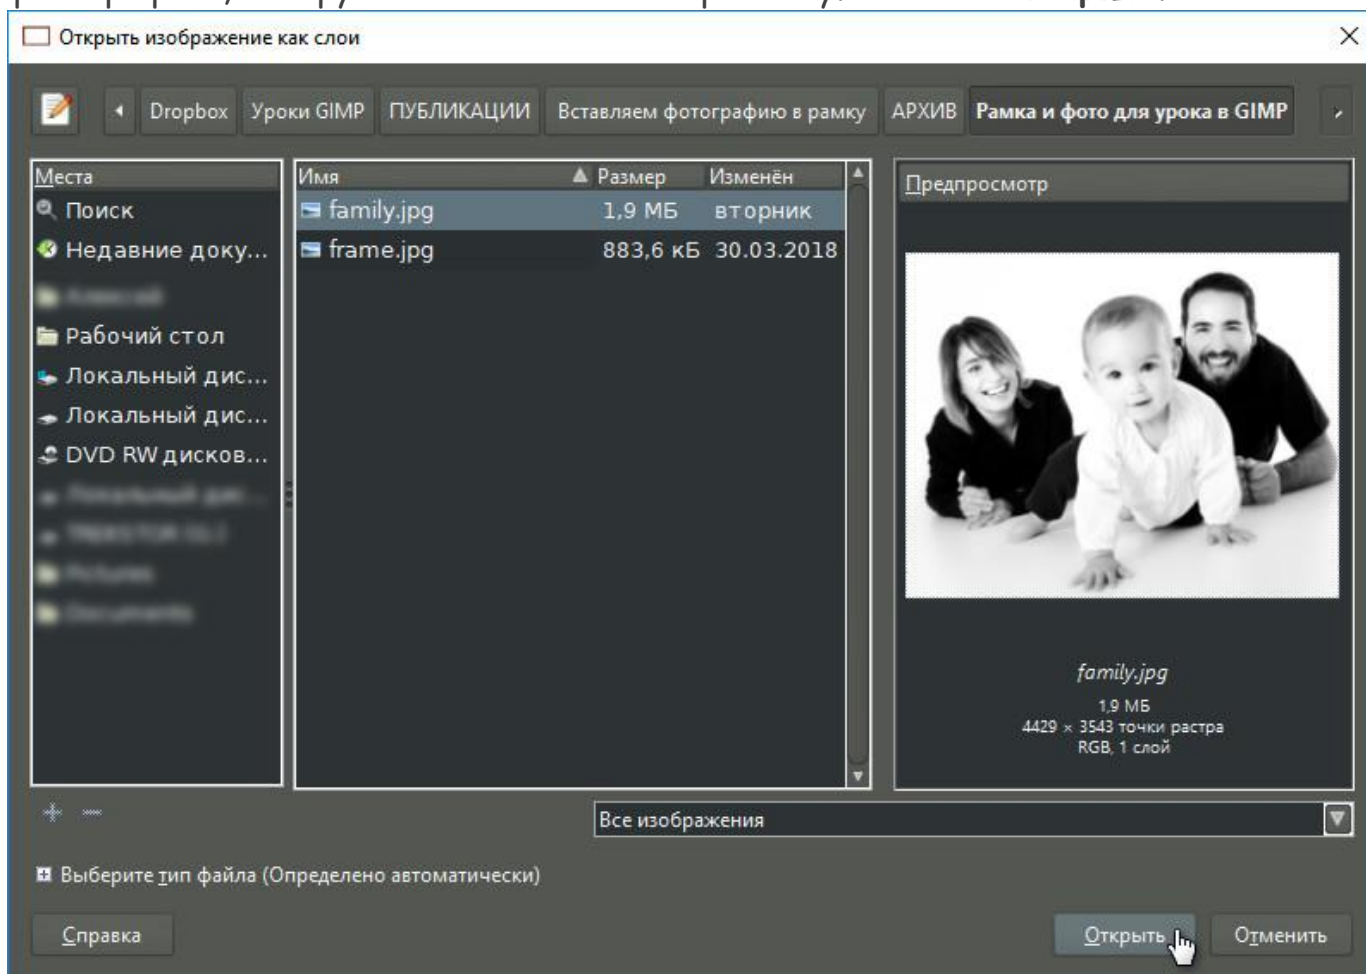 Открыть изображение как слои
Dropbox Уроки GIMP ПУБЛИКАЦИИ Вставляем фотографию в рамку АРХИВ Рамка и фото для урока в GIMP
Места
Поиск
Недавние доку...
Рабочий стол
Локальный дис...
Локальный дис...
DVD RW дисков...
Имя Размер Изменён
family.jpg 1,9 МБ вторник
frame.jpg 883,6 кБ 30.03.2018
Предпросмотр
family.jpg
1,9 МБ
4429 × 3543 точки растра
RGB, 1 слой
Все изображения
Выберите тип файла (Определено автоматически)
Справка
Открыть
Отменить